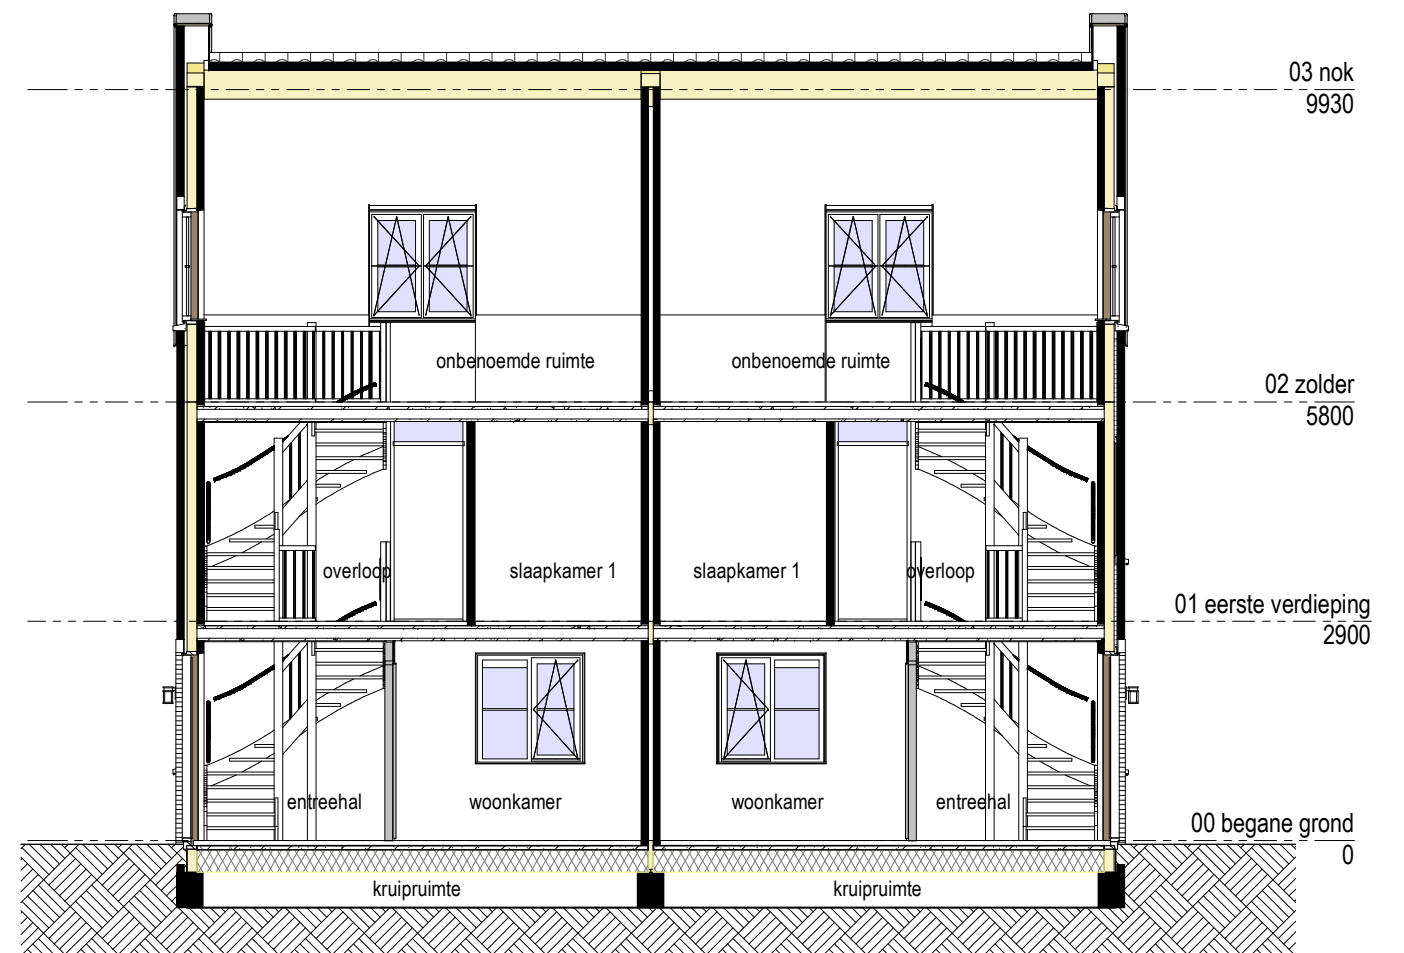 03 nok
9930
onbenoemde ruimte
onbenoemde ruimte
02 zolder
5800
overloop
slaapkamer 1
slaapkamer 1
overloop
01 eerste verdieping
2900
entreehal
woonkamer
woonkamer
entreehal
00 begane grond
0
kruipruimte
kruipruimte